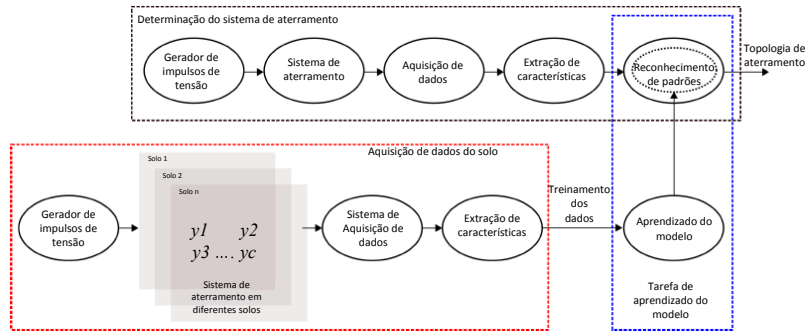 Determinação do sistema de aterramento
Gerador de
impulsos de
tensão
Sistema de
aterramento
Aquisição de
dados
Extração de
características
Reconhecimento
de padrões
Topologia de
aterramento
Aquisição de dados do solo
Gerador de
impulsos de
tensão
Solo 1
Solo 2
Solo n
y1 y2
y3 .... yc
Sistema de
aterramento em
diferentes solos
Sistema de
Aquisição de
dados
Extração de
características
Treinamento
dos
dados
Aprendizado do
modelo
Tarefa de
aprendizado do
modelo